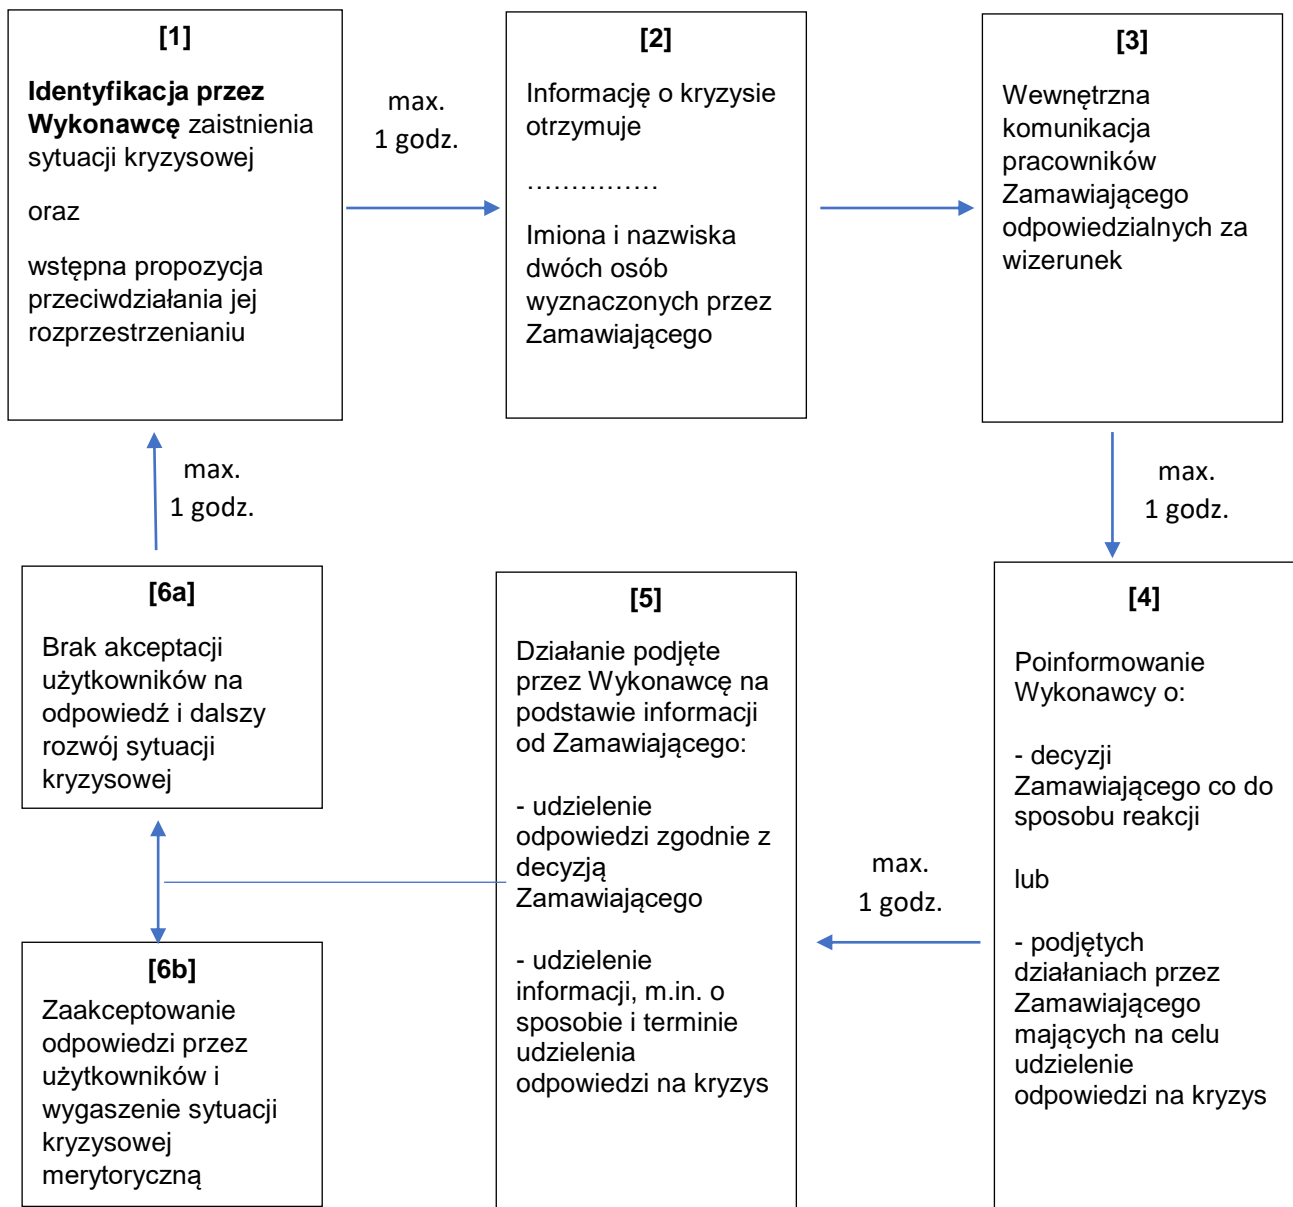 [1]
Identyfikacja przez
Wykonawcę zaistnienia
sytuacji kryzysowej
oraz
wstępna propozycja
przeciwdziałania jej
rozprzestrzenianiu
max.
1 godz.
[2]
Informację o kryzysie
otrzymuje
……………
Imiona i nazwiska
dwóch osób
wyznaczonych przez
Zamawiającego
[3]
Wewnętrzna
komunikacja
pracowników
Zamawiającego
odpowiedzialnych za
wizerunek
max.
1 godz.
[4]
Poinformowanie
Wykonawcy o:
- decyzji
Zamawiającego co do
sposobu reakcji
lub
- podjętych
działaniach przez
Zamawiającego
mających na celu
udzielenie
odpowiedzi na kryzys
max.
1 godz.
[5]
Działanie podjęte
przez Wykonawcę na
podstawie informacji
od Zamawiającego:
- udzielenie
odpowiedzi zgodnie z
decyzją
Zamawiającego
- udzielenie
informacji, m.in. o
sposobie i terminie
udzielenia
odpowiedzi na kryzys
[6a]
Brak akceptacji
użytkowników na
odpowiedź i dalszy
rozwój sytuacji
kryzysowej
max.
1 godz.
[6b]
Zaakceptowanie
odpowiedzi przez
użytkowników i
wygaszenie sytuacji
kryzysowej
merytoryczną